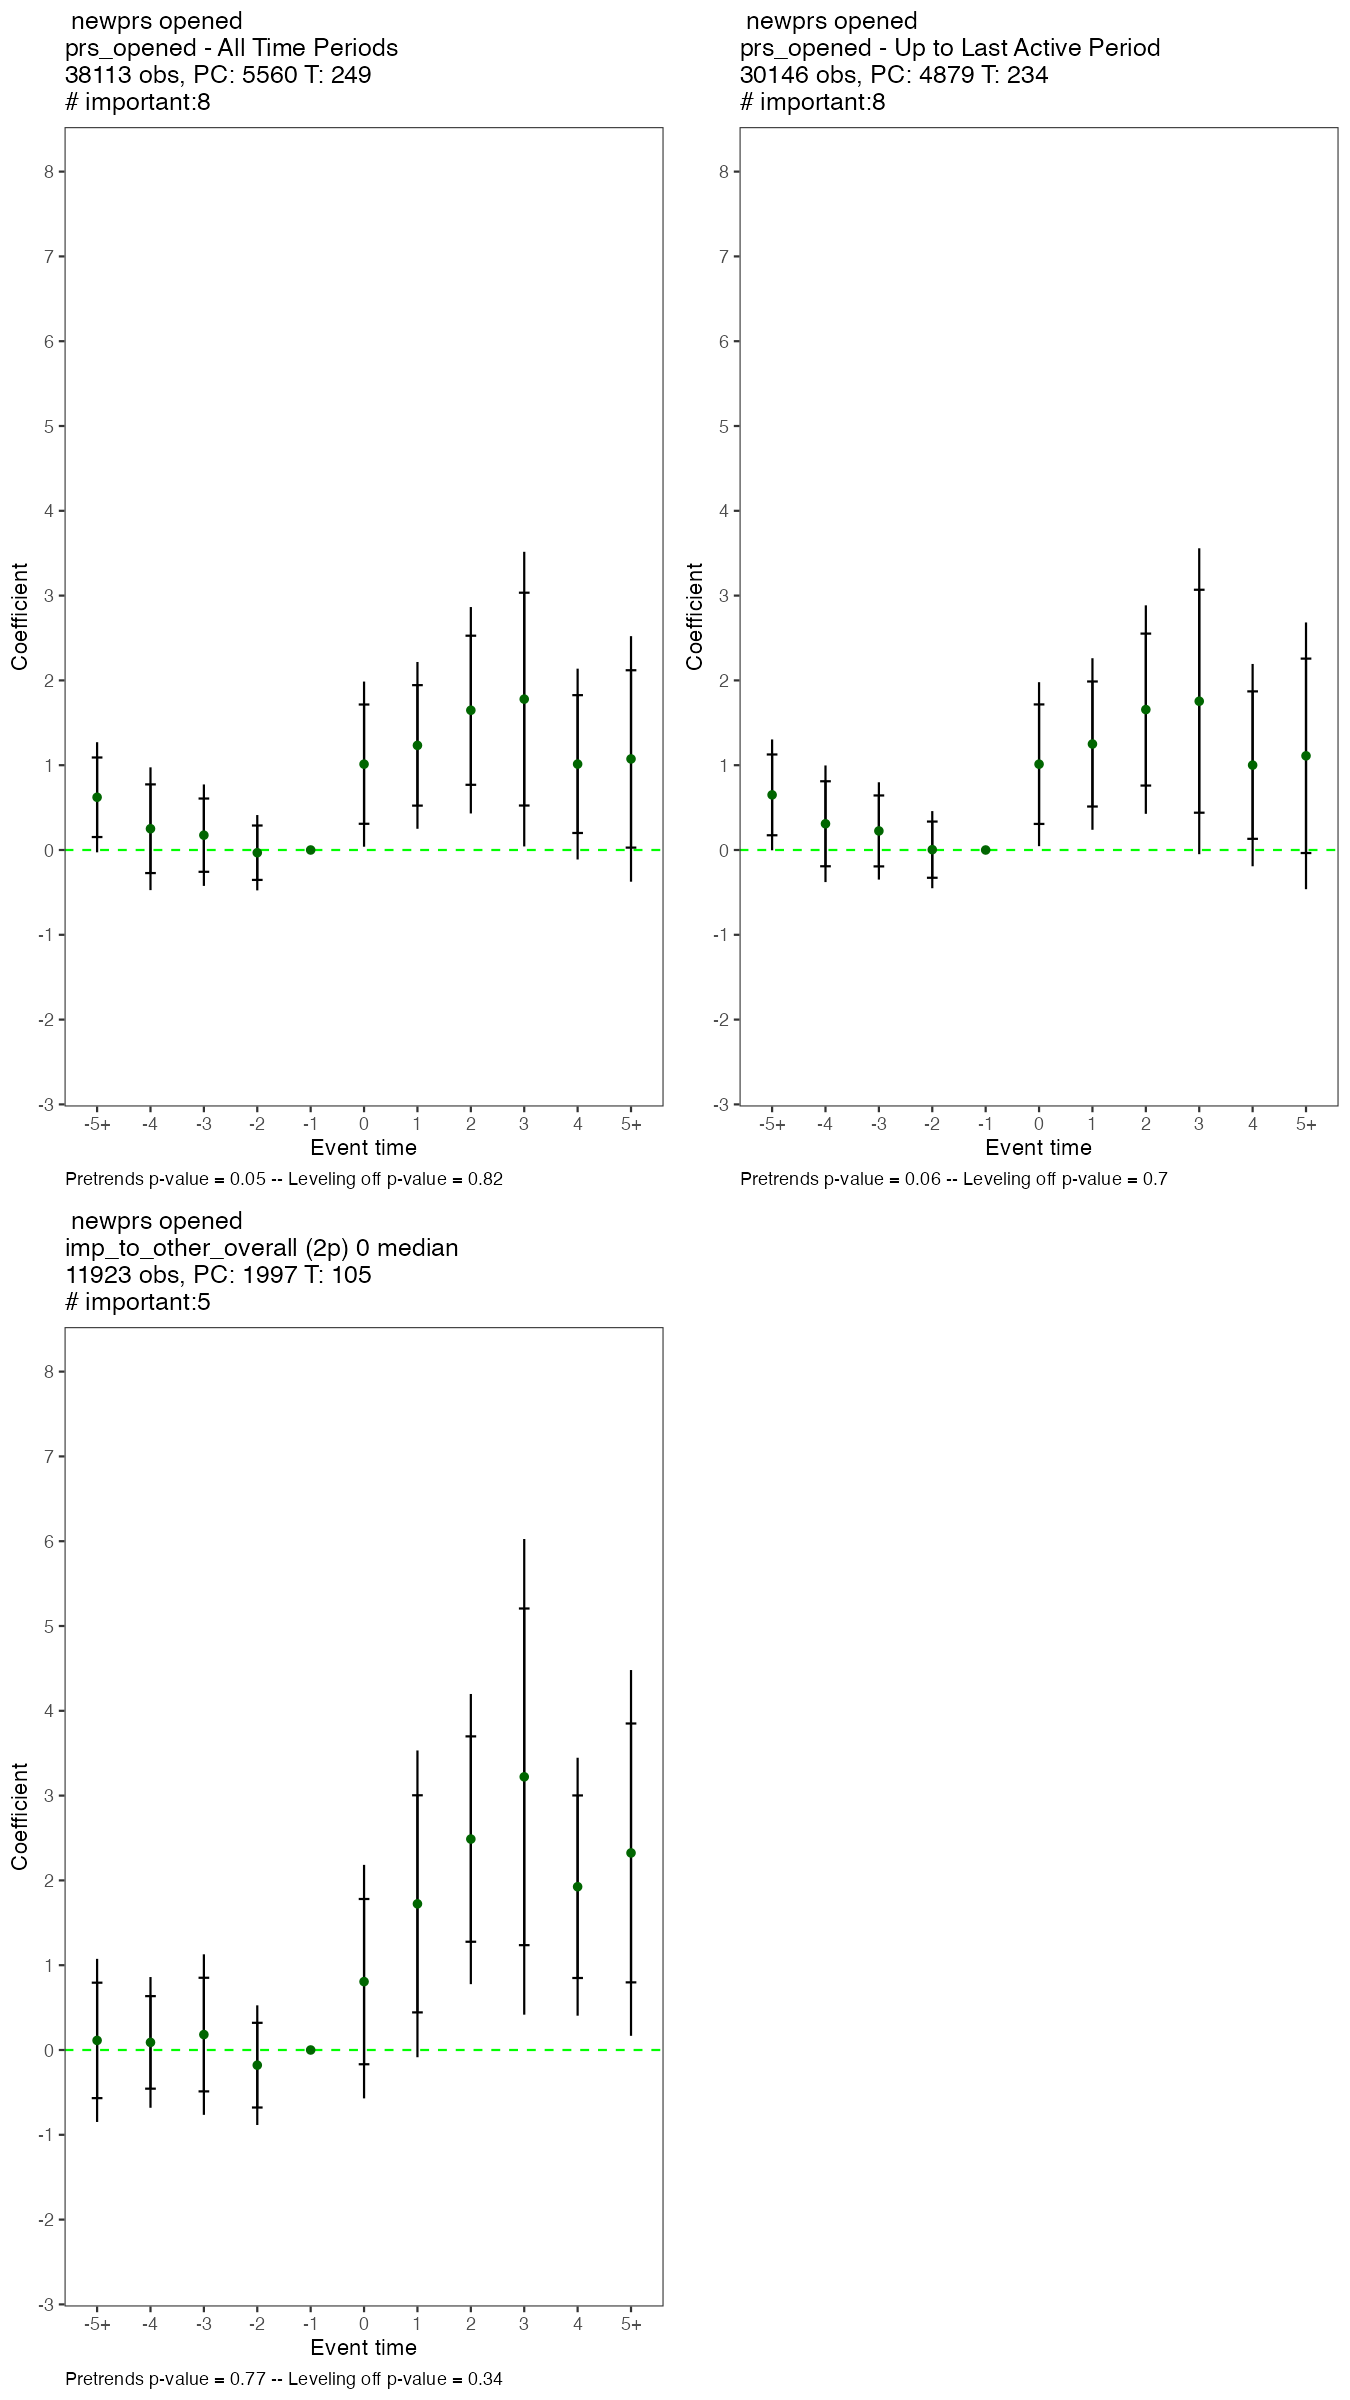 newprs opened
prs_opened - All Time Periods
38113 obs, PC: 5560 T: 249
# important:8
8
7
6
5
4
3
2
1
0
-1
-2
-3
Coefficient
-5+ -4 -3 -2 -1 0 1 2 3 4 5+
Event time
Pretrends p-value = 0.05 -- Leveling off p-value = 0.82
newprs opened
prs_opened - Up to Last Active Period
30146 obs, PC: 4879 T: 234
# important:8
8
7
6
5
4
3
2
1
0
-1
-2
-3
Coefficient
-5+ -4 -3 -2 -1 0 1 2 3 4 5+
Event time
Pretrends p-value = 0.06 -- Leveling off p-value = 0.7
newprs opened
imp_to_other_overall (2p) 0 median
11923 obs, PC: 1997 T: 105
# important:5
8
7
6
5
4
3
2
1
0
-1
-2
-3
Coefficient
-5+ -4 -3 -2 -1 0 1 2 3 4 5+
Event time
Pretrends p-value = 0.77 -- Leveling off p-value = 0.34